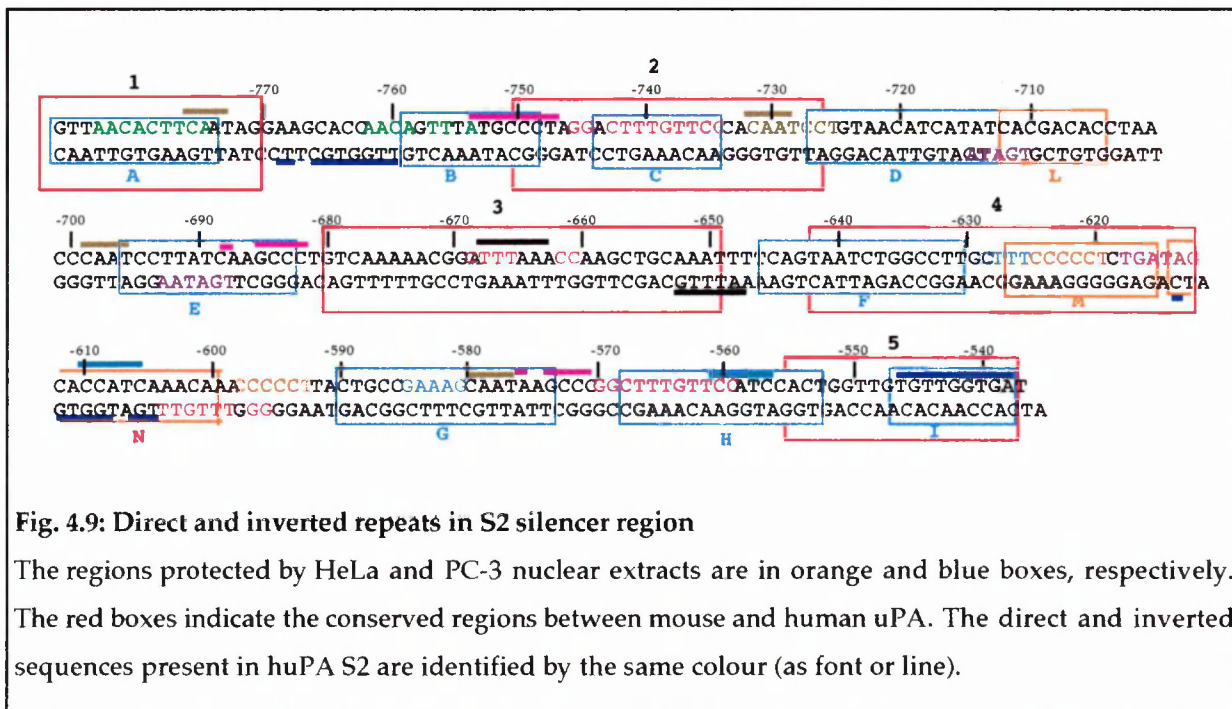 1 2
-770 -760 -750 -740 -730 -720 -710
GTTAACACTTCAATAGGAAGCACCAACAGTTTATGCCCTAGGACTTTGTTCCCACAATCCTGTAACATCATATCACGACACCTAA
CAATTGTGAAGTTATCCTTCGTGGTTGTCAAATACGGGATCCTGAAACAAGGGTGTTAGGACATTGTAGTATAGTGCTGTGGATT
A B C D L
3 4
-700 -690 -680 -670 -660 -650 -640 -630 -620
CCCAATCCTTATCAAGCCCTGTCAAAAACGGATTTAAACCAAGCTGCAAATTTTCAGTAATCTGGCCTTGCTTTCCCCCTCTGATAG
GGGTTAGGAATAGTTCGGGACAGTTTTTGCCTGAAATTTGGTTCGACGTTTAAAAGTCATTAGACCGGAACGGAAAGGGGGAGACTA
E F M
5
-610 -600 -590 -580 -570 -560 -550 -540
CACCATCAAACAAACCCCCTTACTGCCGAAAGCAATAAGCCCGGCTTTGTTCCATCCACTGGTTGTGTTGGTGAT
GTGGTAGTTTGTTTGGGGGAATGACGGCTTTCGTTATTCGGGCCGAAACAAGGTAGGTGACCAACACAACCACTA
N G H I
Fig. 4.9: Direct and inverted repeats in S2 silencer region
The regions protected by HeLa and PC-3 nuclear extracts are in orange and blue boxes, respectively.
The red boxes indicate the conserved regions between mouse and human uPA. The direct and inverted
sequences present in huPA S2 are identified by the same colour (as font or line).